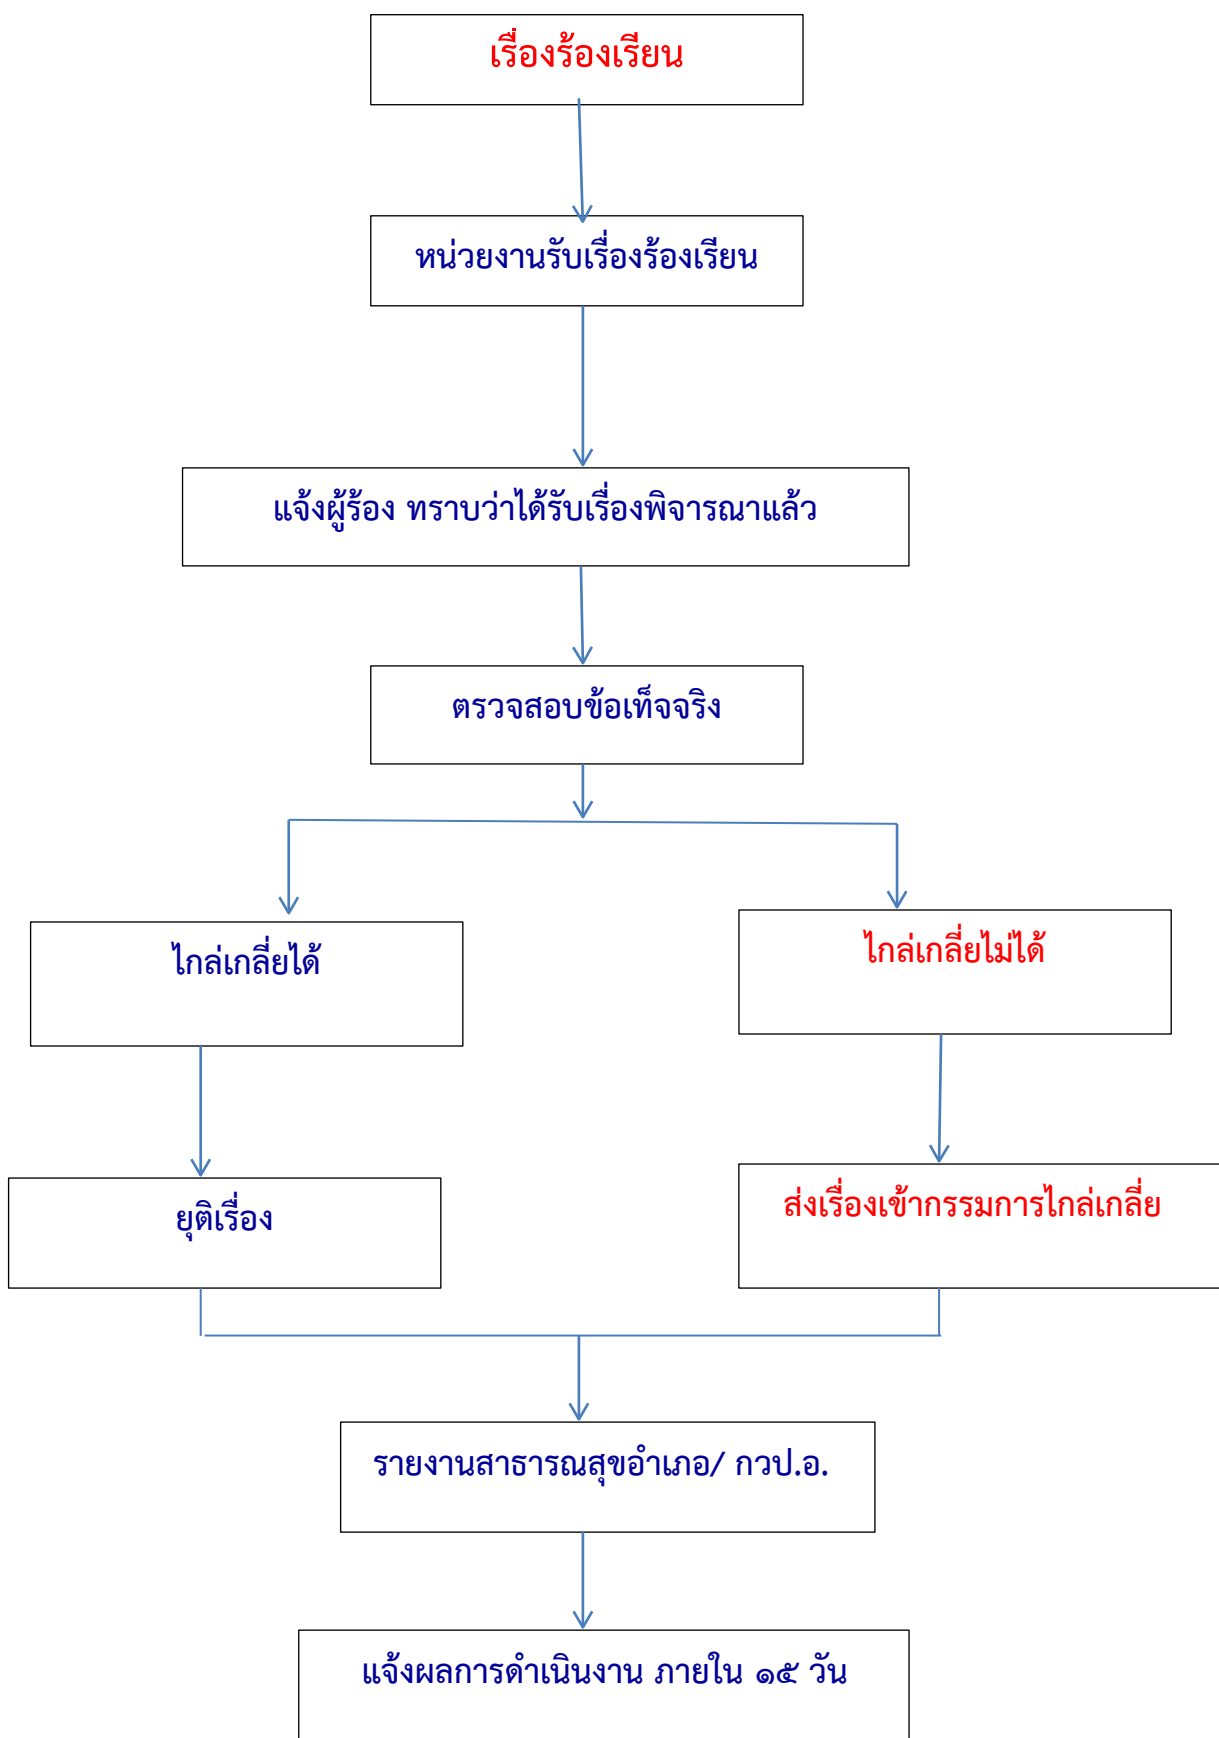 เรื่องร้องเรียน
หน่วยงานรับเรื่องร้องเรียน
แจ้งผู้ร้อง ทราบว่าได้รับเรื่องพิจารณาแล้ว
ตรวจสอบข้อเท็จจริง
ไกล่เกลี่ยได้
ไกล่เกลี่ยไม่ได้
ยุติเรื่อง
ส่งเรื่องเข้ากรรมการไกล่เกลี่ย
รายงานสาธารณสุขอำเภอ/ กวป.อ.
แจ้งผลการดำเนินงาน ภายใน ๑๕ วัน